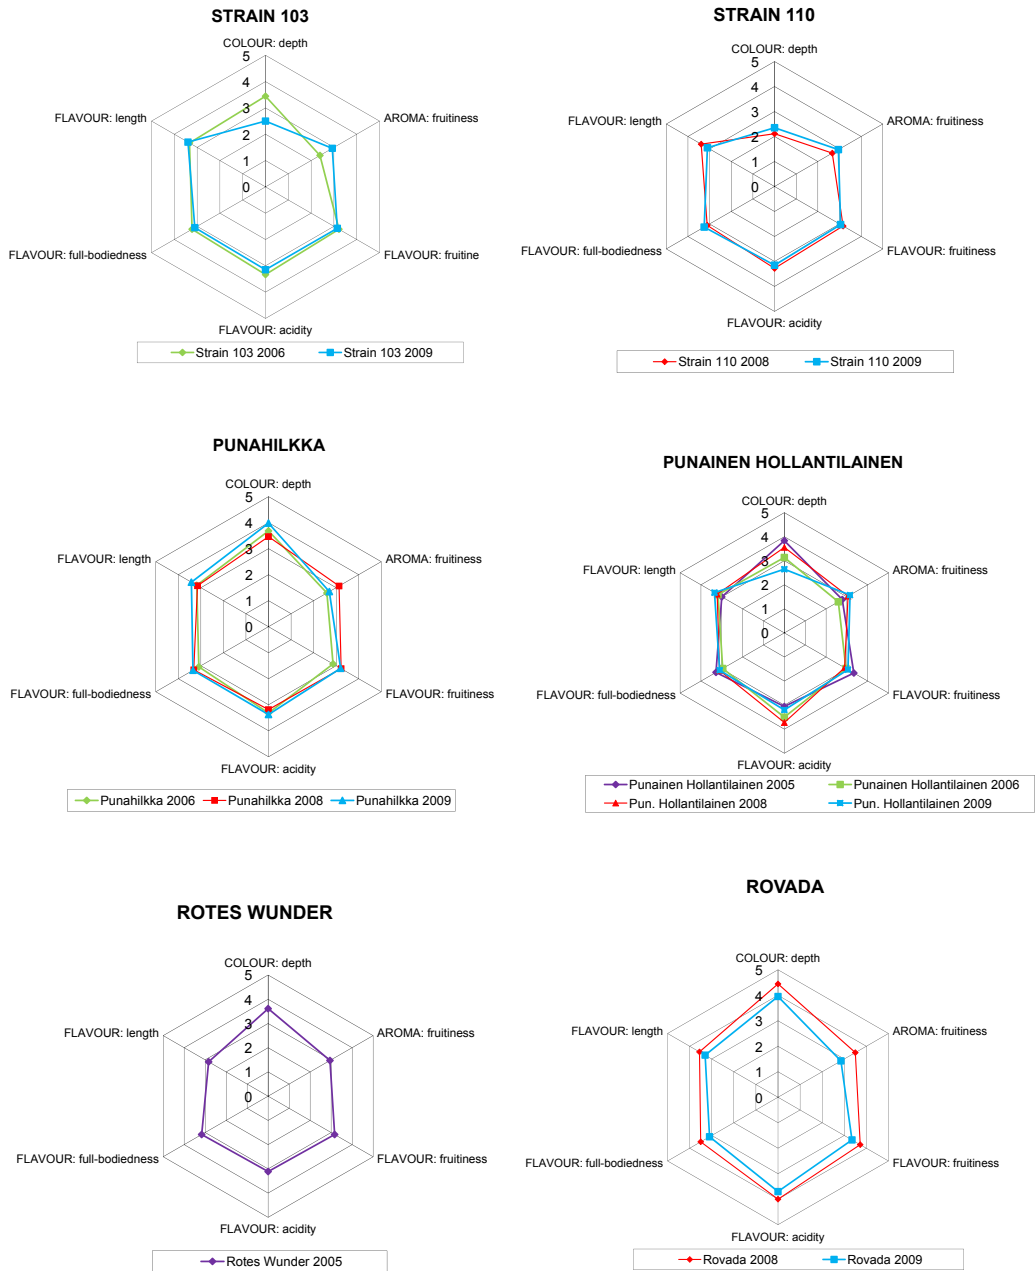 STRAIN 103
COLOUR: depth
5
4
3
2
1
0
FLAVOUR: length
AROMA: fruitiness
FLAVOUR: full-bodiedness
FLAVOUR: fruitine
FLAVOUR: acidity
Strain 103 2006
Strain 103 2009
STRAIN 110
COLOUR: depth
5
4
3
2
1
0
FLAVOUR: length
AROMA: fruitiness
FLAVOUR: full-bodiedness
FLAVOUR: fruitiness
FLAVOUR: acidity
Strain 110 2008
Strain 110 2009
PUNAHILKKA
COLOUR: depth
5
4
3
2
1
0
FLAVOUR: length
AROMA: fruitiness
FLAVOUR: full-bodiedness
FLAVOUR: fruitiness
FLAVOUR: acidity
Punahilkka 2006
Punahilkka 2008
Punahilkka 2009
PUNAINEN HOLLANTILAINEN
COLOUR: depth
5
4
3
2
1
0
FLAVOUR: length
AROMA: fruitiness
FLAVOUR: full-bodiedness
FLAVOUR: fruitiness
FLAVOUR: acidity
Punainen Hollantilainen 2005
Punainen Hollantilainen 2006
Pun. Hollantilainen 2008
Pun. Hollantilainen 2009
ROTES WUNDER
COLOUR: depth
5
4
3
2
1
0
FLAVOUR: length
AROMA: fruitiness
FLAVOUR: full-bodiedness
FLAVOUR: fruitiness
FLAVOUR: acidity
Rotes Wunder 2005
ROVADA
COLOUR: depth
5
4
3
2
1
0
FLAVOUR: length
AROMA: fruitiness
FLAVOUR: full-bodiedness
FLAVOUR: fruitiness
FLAVOUR: acidity
Rovada 2008
Rovada 2009